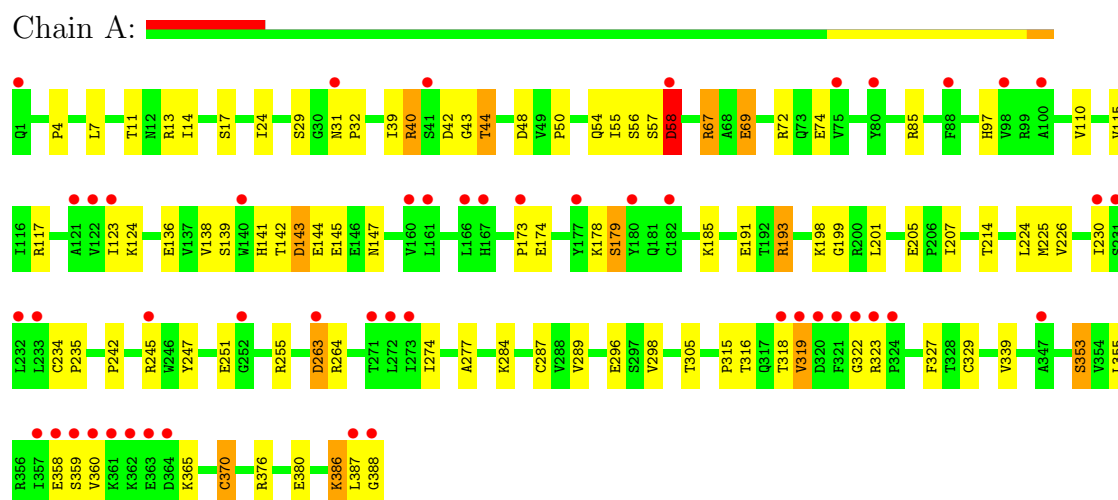 Chain A:
Q1 P4 L7 T11 N12 R13 I14 S17 I24 S29 G30 N31 P32 I39 R40 S41 D42 G43 T44 D48 V49 P50 Q54 I55 S56 S57 D58 R67 A68 E69 R72 Q73 E74 V75 Y80 R85 F88 H97 V98 R99 A100 V110
I116 R117 A121 V122 I123 K124 E136 V137 V138 S139 W140 H141 T142 D143 E144 E145 E146 N147 V160 L161 L166 H167 P173 E174 Y177 K178 S179 Y180 Q181 C182 K185 E191 T192 R193 K198 G199 R200 L201 E205 P206 I207 T214 L224 M225 V226 I230
L232 L233 C234 P235 P242 R245 W246 Y247 E251 G252 R255 D263 R264 T271 L272 I273 I274 A277 K284 C287 V288 V289 E296 S297 V298 T305 P315 T316 Q317 T318 V319 D320 F321 G322 R323 P324 F327 T328 C329 V339 A347 S353 V354
R356 I357 E358 S359 V360 K361 K362 E363 D364 K365 C370 R376 E380 K386 L387 G388